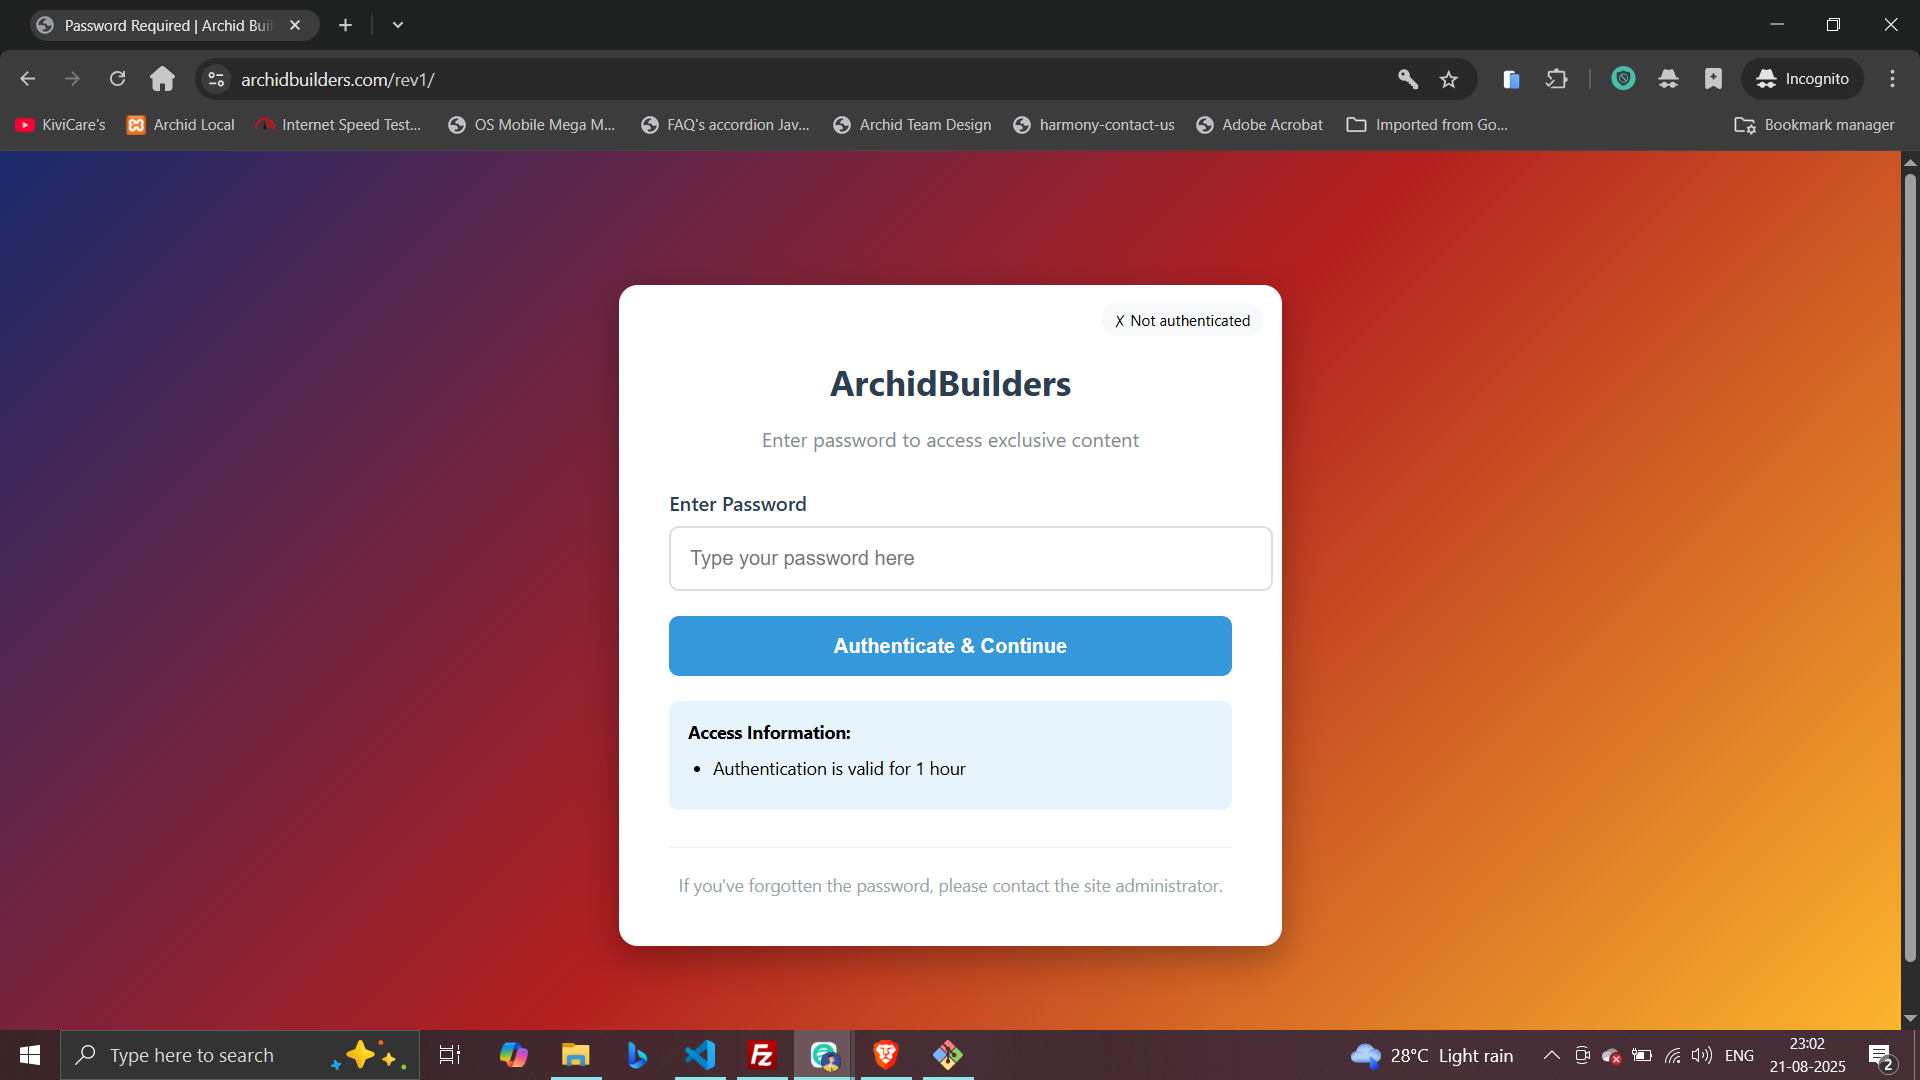 Password Required | Archid Buil
archidbuilders.com/rev1/
Incognito
KiviCare's
Archid Local
Internet Speed Test...
OS Mobile Mega M...
FAQ's accordion Jav...
Archid Team Design
harmony-contact-us
Adobe Acrobat
Imported from Go...
Bookmark manager
✗ Not authenticated
ArchidBuilders
Enter password to access exclusive content
Enter Password
Type your password here
Authenticate & Continue
Access Information:
• Authentication is valid for 1 hour
If you've forgotten the password, please contact the site administrator.
Type here to search
28°C Light rain
ENG
23:02
21-08-2025
2